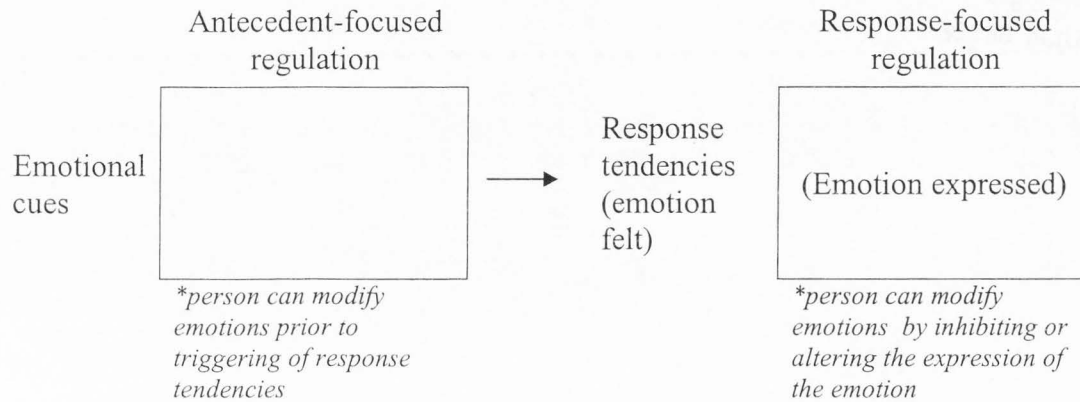 Antecedent-focused
regulation
Response-focused
regulation
Emotional
cues
Response
tendencies
(emotion
felt)
(Emotion expressed)
*person can modify
emotions prior to
triggering of response
tendencies
*person can modify
emotions by inhibiting or
altering the expression of
the emotion